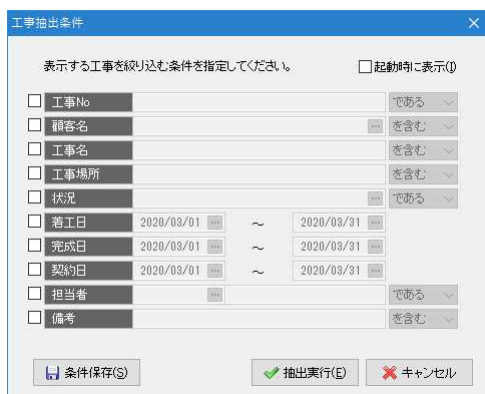 工事抽出条件
表示する工事を絞り込む条件を指定してください。 起動時に表示(I)
工事No である
顧客名 ... を含む
工事名 を含む
工事場所 を含む
状況 ... である
着工日 2020/03/01 ... ～ 2020/03/31 ...
完成日 2020/03/01 ... ～ 2020/03/31 ...
契約日 2020/03/01 ... ～ 2020/03/31 ...
担当者 ... である
備考 を含む
条件保存(S) 抽出実行(E) キャンセル